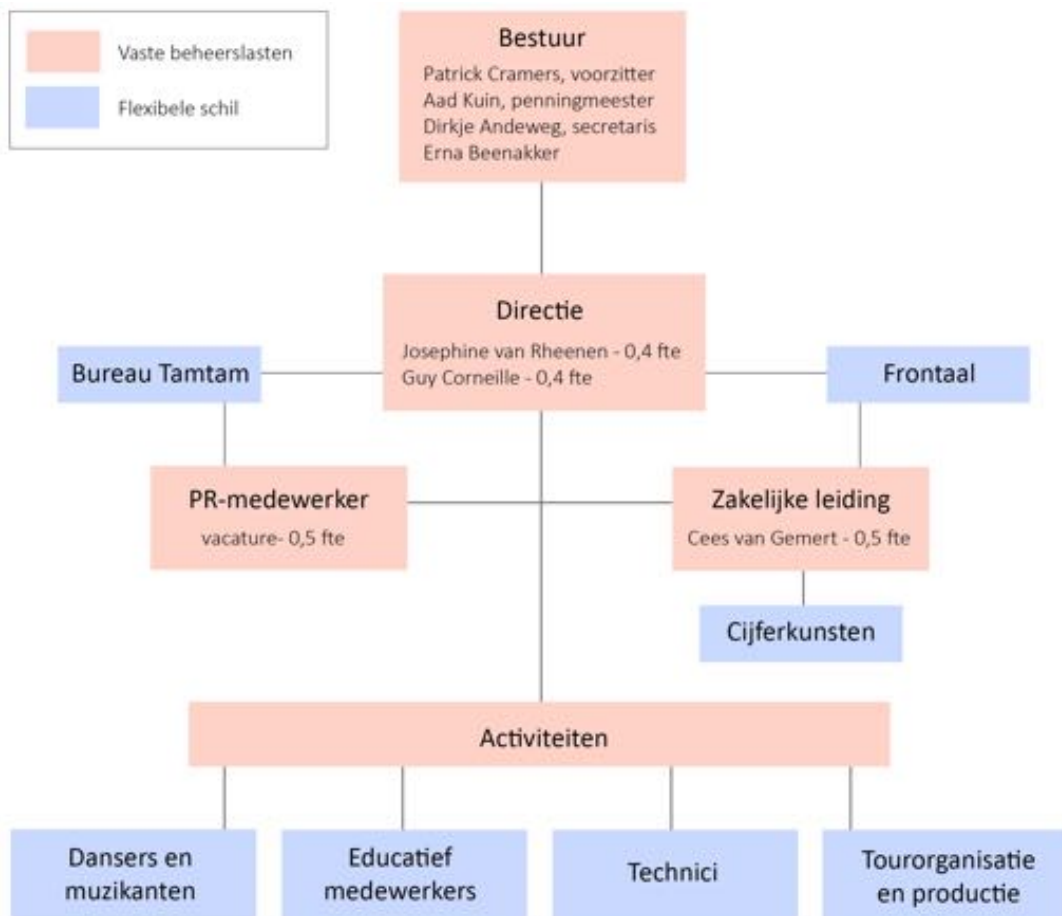 Vaste beheerslasten
Flexibele schil
Bestuur
Patrick Cramers, voorzitter
Aad Kuin, penningmeester
Dirkje Andeweg, secretaris
Erna Beenakker
Directie
Josephine van Rheenen - 0,4 fte
Guy Corneille - 0,4 fte
Bureau Tamtam
Frontaal
PR-medewerker
vacature- 0,5 fte
Zakelijke leiding
Cees van Gemert - 0,5 fte
Cijferkunsten
Activiteiten
Dansers en
muzikanten
Educatief
medewerkers
Technici
Tourorganisatie
en productie